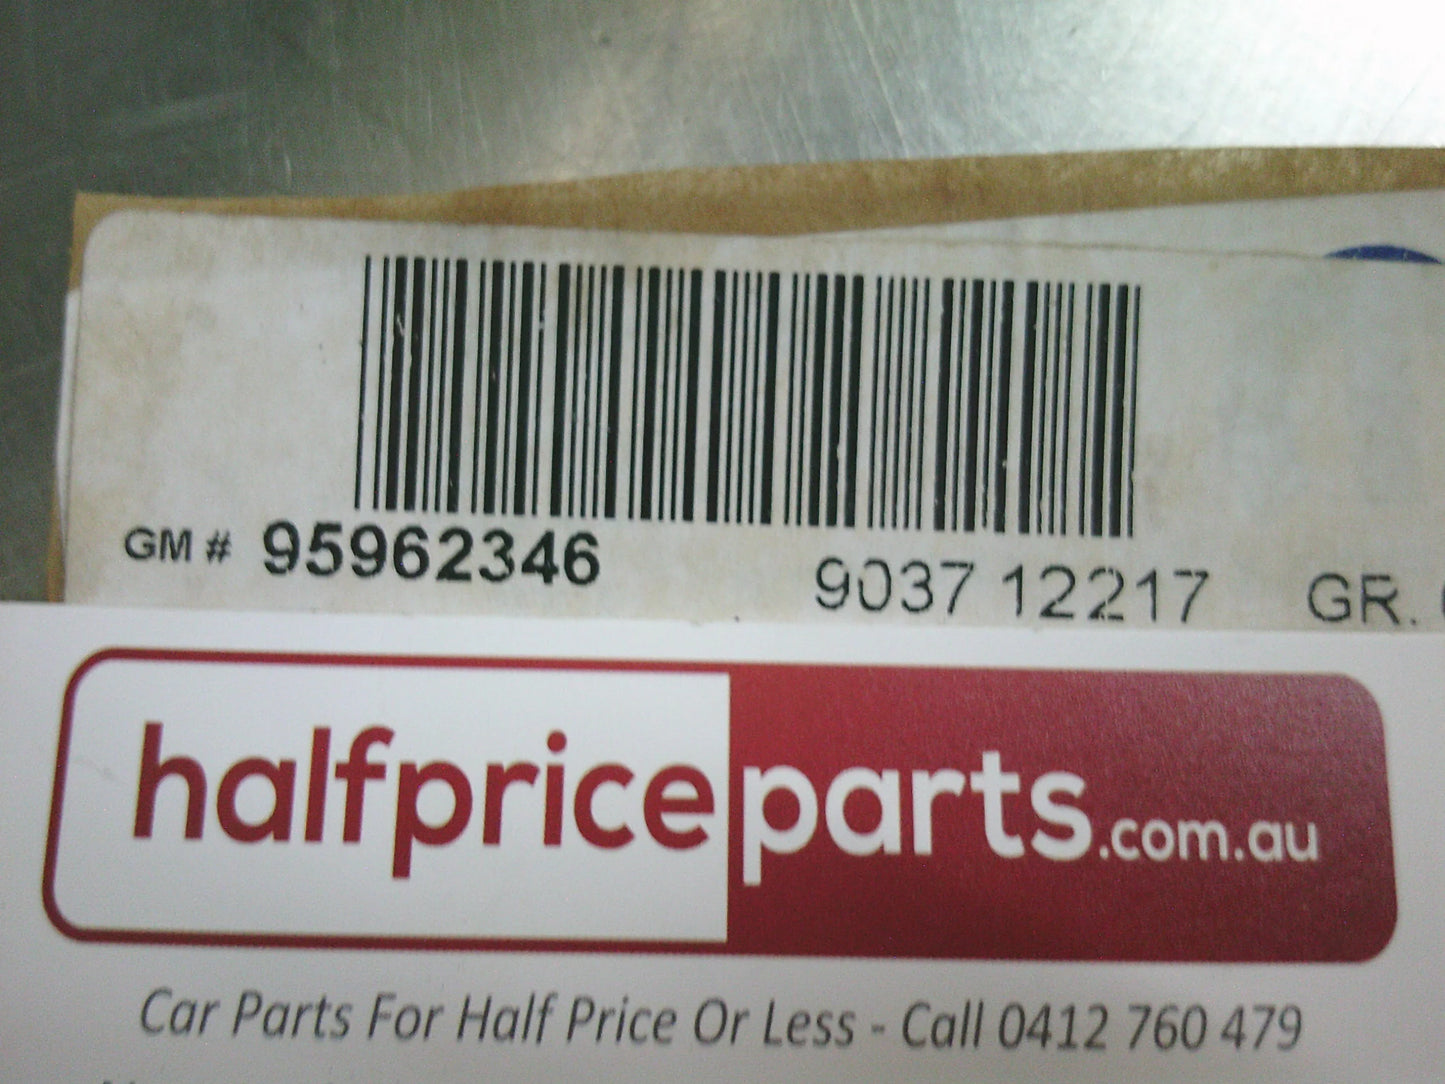 GM # 95962346 9037 12217 GR.
halfpriceparts.com.au
Car Parts For Half Price Or Less - Call 0412 760 479